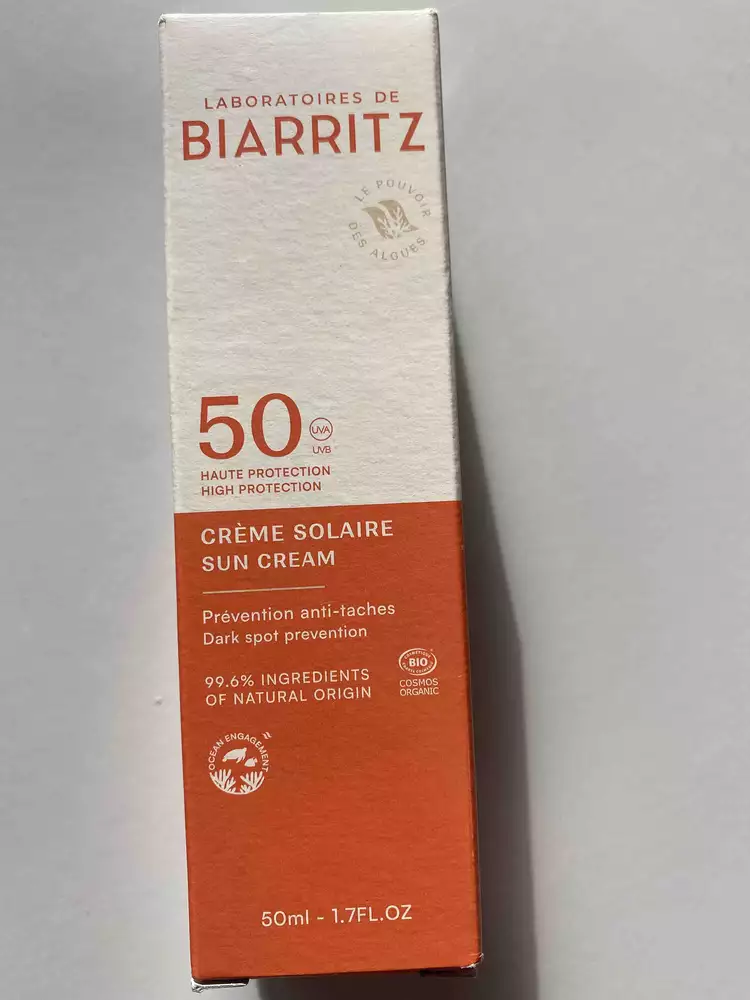 LABORATOIRES DE
BIARRITZ
LE POUVOIR
DES ALGUES
50
UVA
UVB
HAUTE PROTECTION
HIGH PROTECTION
CRÈME SOLAIRE
SUN CREAM
Prévention anti-taches
Dark spot prevention
99.6% INGREDIENTS
OF NATURAL ORIGIN
BIO
COSMOS
ORGANIC
OCEAN ENGAGEMENT
50ml - 1.7FL.OZ